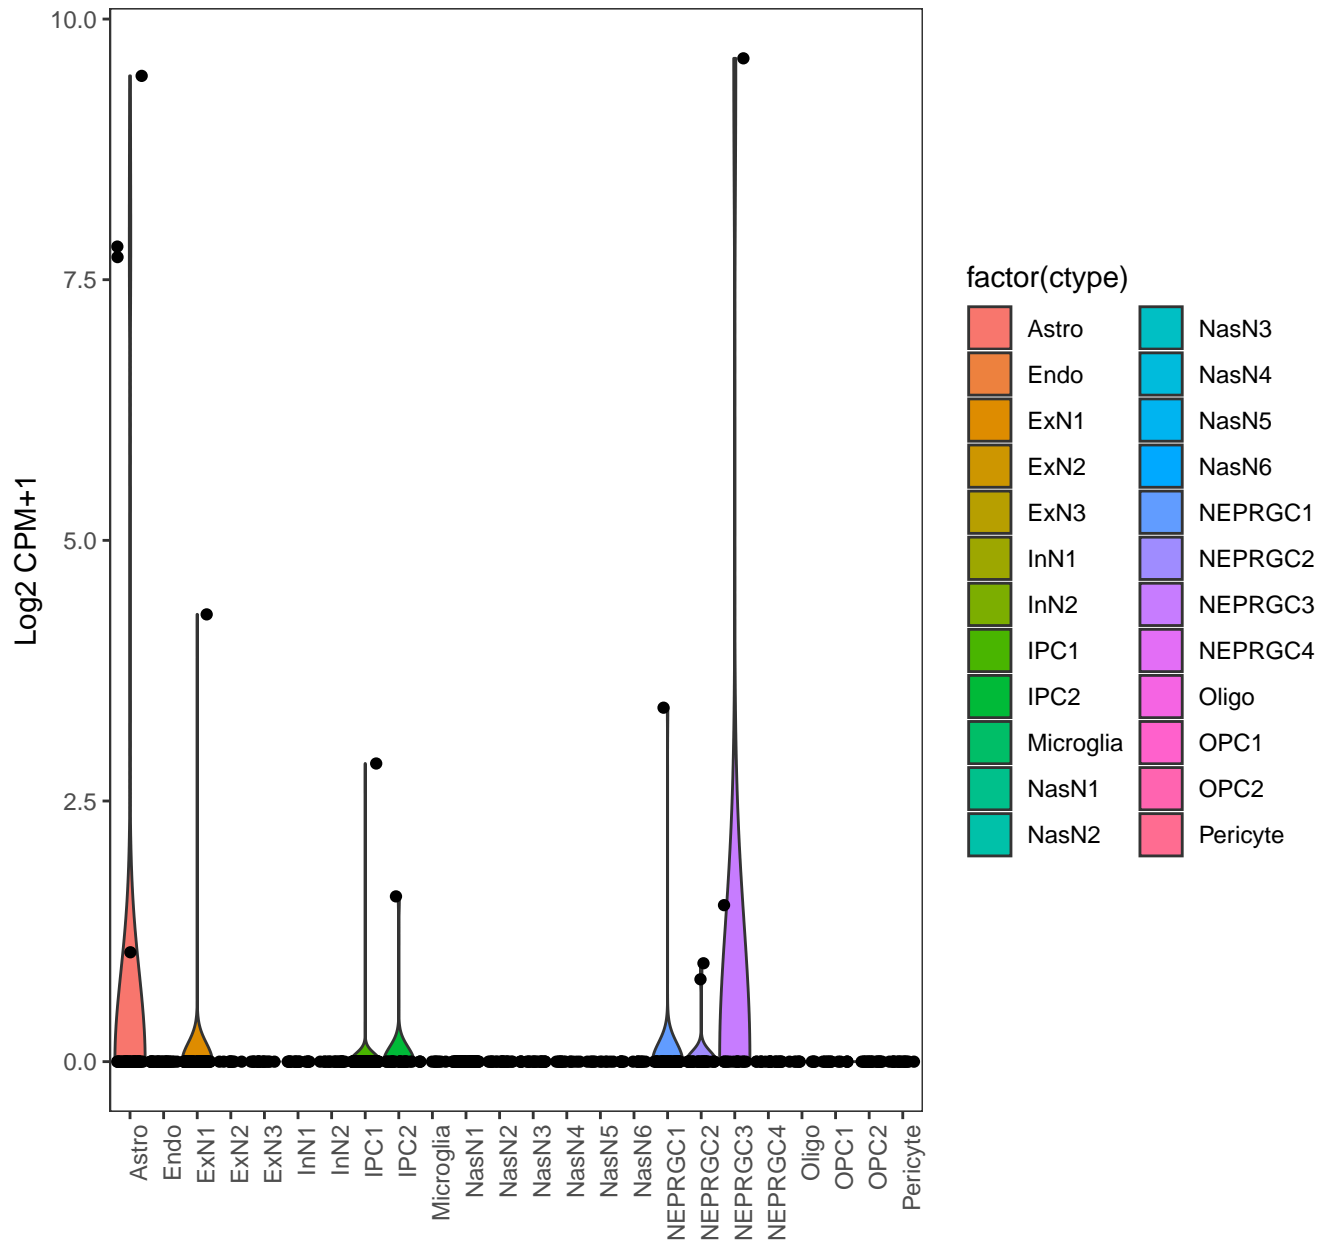 10.0
7.5
5.0
2.5
0.0
Log2 CPM+1
Astro
Endo
ExN1
ExN2
ExN3
InN1
InN2
IPC1
IPC2
Microglia
NasN1
NasN2
NasN3
NasN4
NasN5
NasN6
NEPRGC1
NEPRGC2
NEPRGC3
NEPRGC4
Oligo
OPC1
OPC2
Pericyte
factor(ctype)
Astro
Endo
ExN1
ExN2
ExN3
InN1
InN2
IPC1
IPC2
Microglia
NasN1
NasN2
NasN3
NasN4
NasN5
NasN6
NEPRGC1
NEPRGC2
NEPRGC3
NEPRGC4
Oligo
OPC1
OPC2
Pericyte